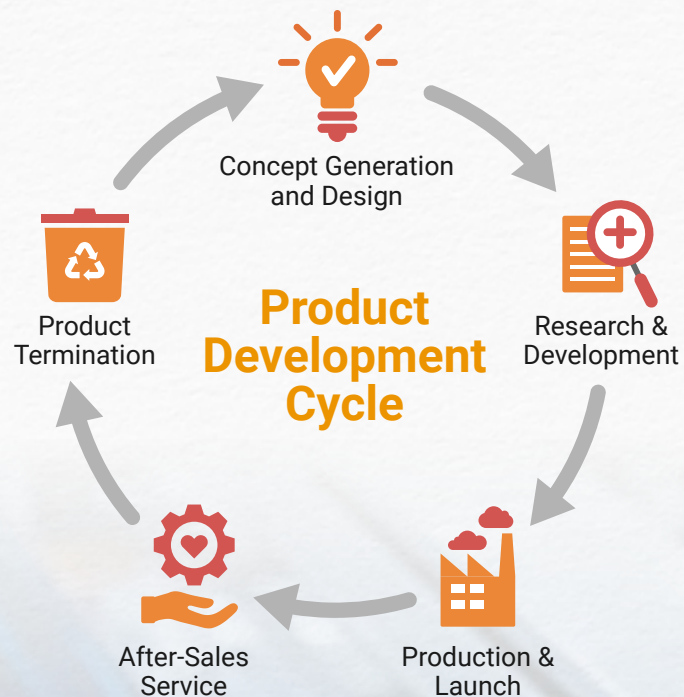 Concept Generation
and Design
Product
Termination
Product
Development
Cycle
Research &
Development
After-Sales
Service
Production &
Launch